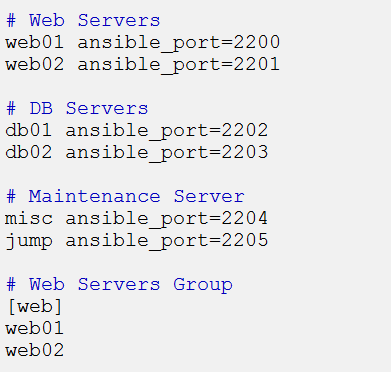 # Web Servers
web01 ansible_port=2200
web02 ansible_port=2201
# DB Servers
db01 ansible_port=2202
db02 ansible_port=2203
# Maintenance Server
misc ansible_port=2204
jump ansible_port=2205
# Web Servers Group
[web]
web01
web02